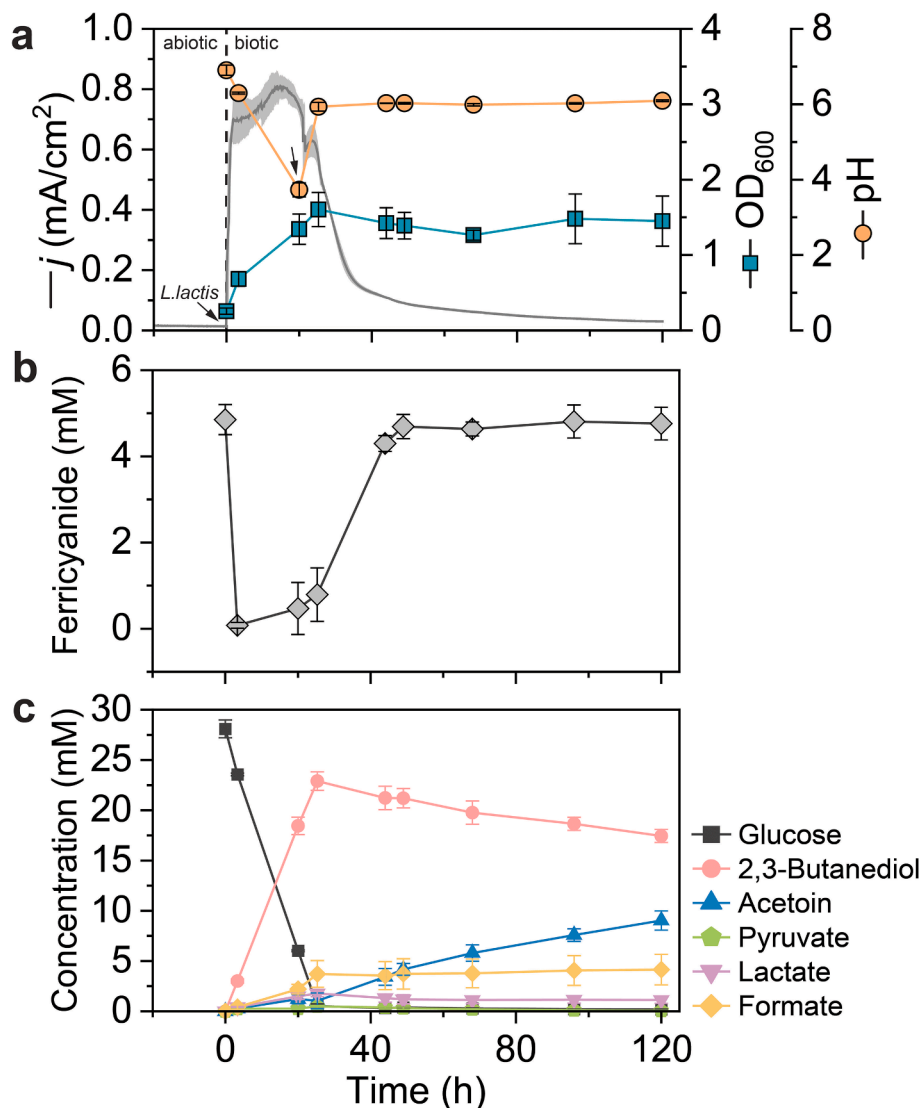 a
abiotic biotic
L.lactis
1.0
0.8
0.6
0.4
0.2
0.0
—j (mA/cm²)
4
3
2
1
0
OD₆₀₀
8
6
4
2
0
pH
b
6
4
2
0
Ferricyanide (mM)
c
30
25
20
15
10
5
0
Concentration (mM)
0 40 80 120
Time (h)
Glucose
2,3-Butanediol
Acetoin
Pyruvate
Lactate
Formate